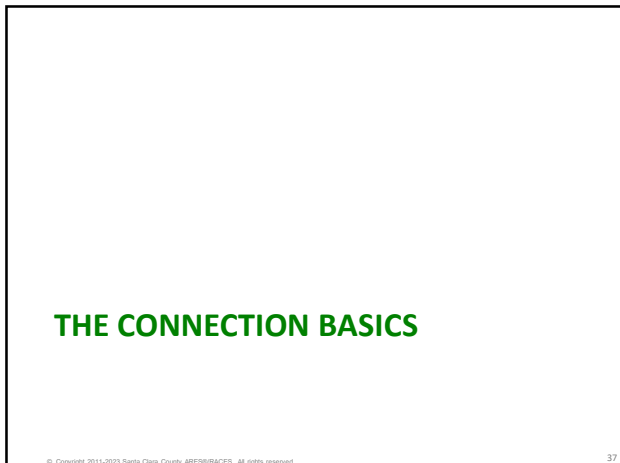 THE CONNECTION BASICS
© Copyright 2011-2023 Santa Clara County ARES®/RACES. All rights reserved.
37